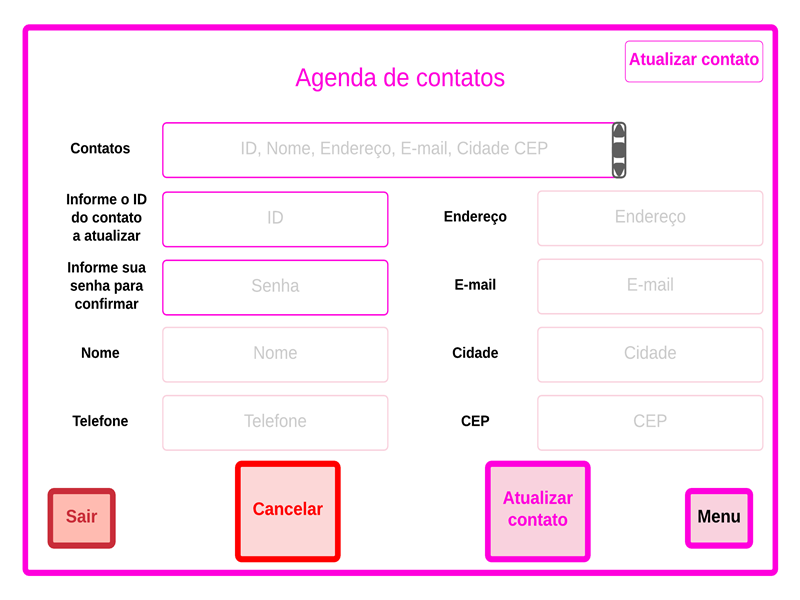 Atualizar contato
Agenda de contatos
Contatos
ID, Nome, Endereço, E-mail, Cidade CEP
Informe o ID
do contato
a atualizar
ID
Endereço
Endereço
Informe sua
senha para
confirmar
Senha
E-mail
E-mail
Nome
Nome
Cidade
Cidade
Telefone
Telefone
CEP
CEP
Sair
Cancelar
Atualizar
contato
Menu